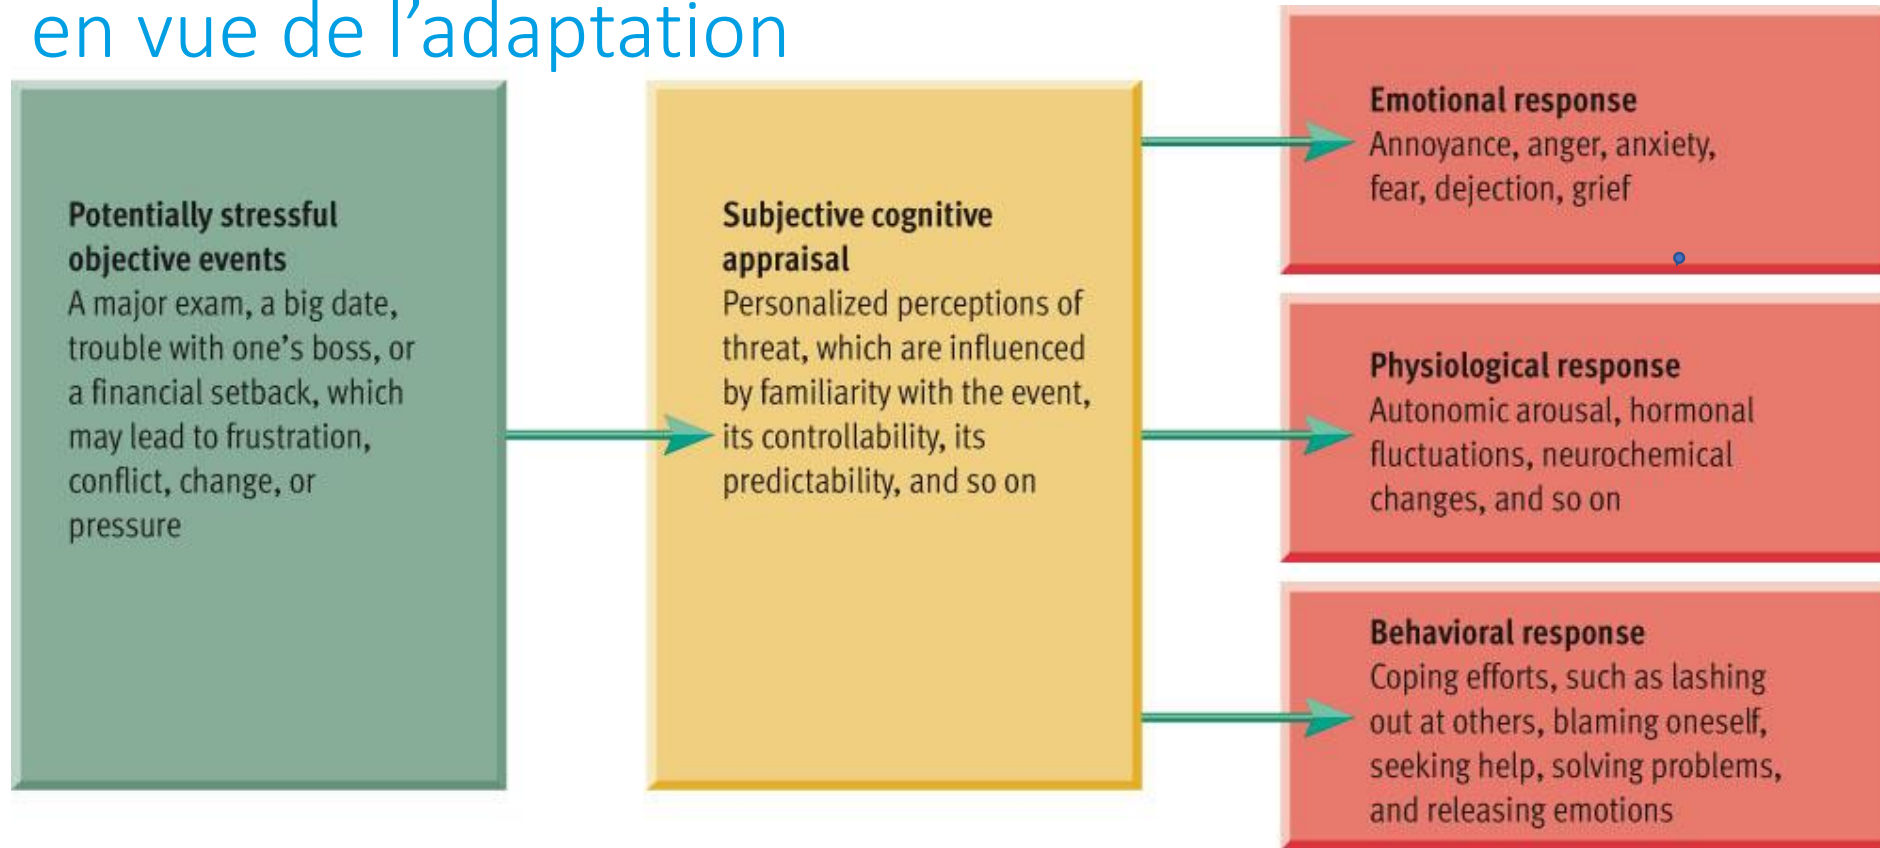 en vue de l’adaptation
Potentially stressful
objective events
A major exam, a big date,
trouble with one’s boss, or
a financial setback, which
may lead to frustration,
conflict, change, or
pressure
Subjective cognitive
appraisal
Personalized perceptions of
threat, which are influenced
by familiarity with the event,
its controllability, its
predictability, and so on
Emotional response
Annoyance, anger, anxiety,
fear, dejection, grief
Physiological response
Autonomic arousal, hormonal
fluctuations, neurochemical
changes, and so on
Behavioral response
Coping efforts, such as lashing
out at others, blaming oneself,
seeking help, solving problems,
and releasing emotions